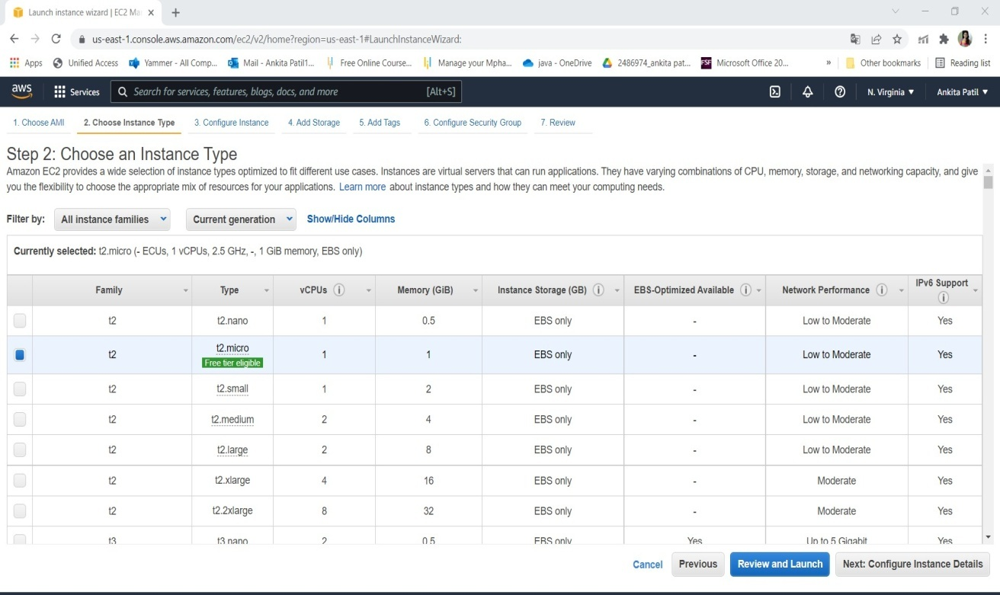 Launch instance wizard | EC2 Ma
us-east-1.console.aws.amazon.com/ec2/v2/home?region=us-east-1#LaunchInstanceWizard:
Apps Unified Access Yammer - All Comp... Mail - Ankita Patil1... Free Online Course... Manage your Mpha... java - OneDrive 2486974_ankita pat... FSF Microsoft Office 20... » Other bookmarks Reading list
aws Services Search for services, features, blogs, docs, and more [Alt+S] N. Virginia Ankita Patil
1. Choose AMI 2. Choose Instance Type 3. Configure Instance 4. Add Storage 5. Add Tags 6. Configure Security Group 7. Review
Step 2: Choose an Instance Type
Amazon EC2 provides a wide selection of instance types optimized to fit different use cases. Instances are virtual servers that can run applications. They have varying combinations of CPU, memory, storage, and networking capacity, and give
you the flexibility to choose the appropriate mix of resources for your applications. Learn more about instance types and how they can meet your computing needs.
Filter by: All instance families Current generation Show/Hide Columns
Currently selected: t2.micro (- ECUs, 1 vCPUs, 2.5 GHz, -, 1 GiB memory, EBS only)
Family Type vCPUs Memory (GiB) Instance Storage (GB) EBS-Optimized Available Network Performance IPv6 Support
t2 t2.nano 1 0.5 EBS only - Low to Moderate Yes
t2 t2.micro 1 1 EBS only - Low to Moderate Yes
Free tier eligible
t2 t2.small 1 2 EBS only - Low to Moderate Yes
t2 t2.medium 2 4 EBS only - Low to Moderate Yes
t2 t2.large 2 8 EBS only - Low to Moderate Yes
t2 t2.xlarge 4 16 EBS only - Moderate Yes
t2 t2.2xlarge 8 32 EBS only - Moderate Yes
t3 t3.nano 2 0.5 EBS only Yes Up to 5 Gigabit Yes
Cancel Previous Review and Launch Next: Configure Instance Details